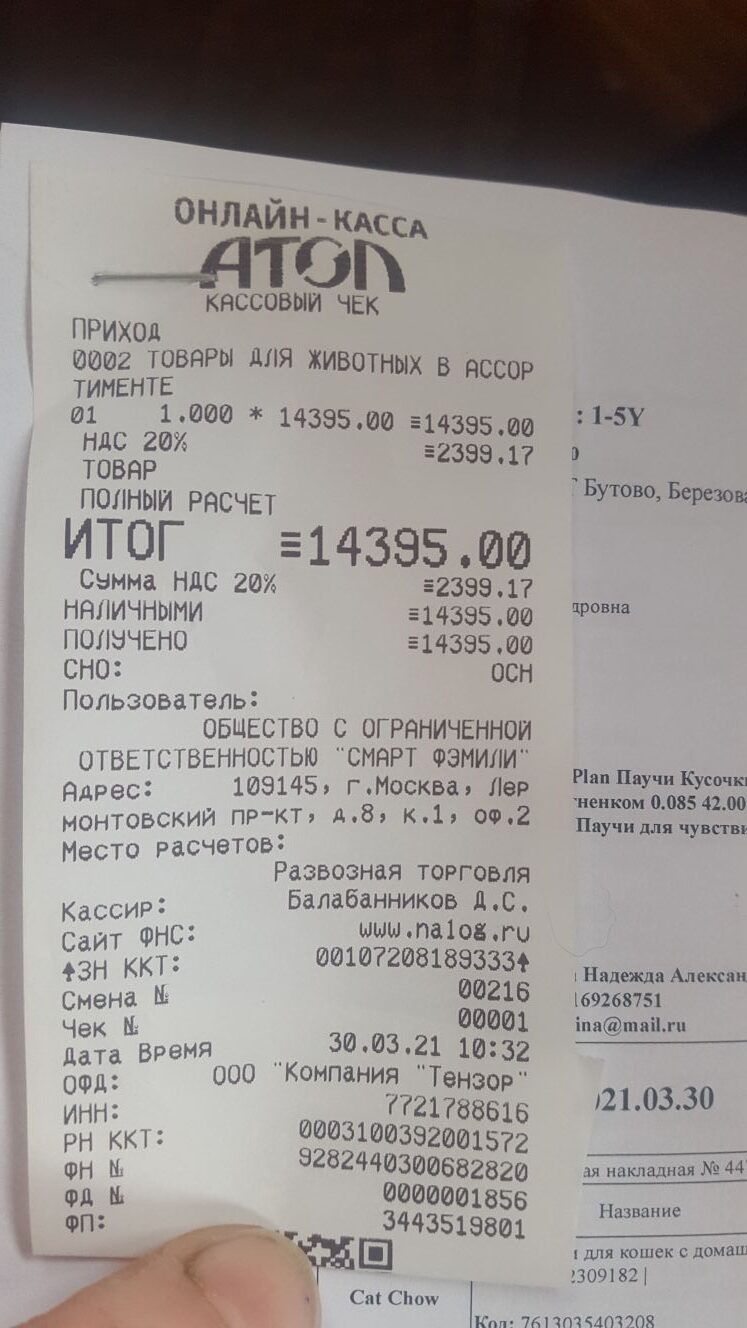 ОНЛАЙН-КАССА
АТОЛ
КАССОВЫЙ ЧЕК
ПРИХОД
0002 ТОВАРЫ ДЛЯ ЖИВОТНЫХ В АССОР
ТИМЕНТЕ
01 1.000 * 14395.00 ≡14395.00
НДС 20% ≡2399.17
ТОВАР
ПОЛНЫЙ РАСЧЕТ
ИТОГ ≡14395.00
Сумма НДС 20% ≡2399.17
НАЛИЧНЫМИ ≡14395.00
ПОЛУЧЕНО ≡14395.00
СНО: ОСН
Пользователь:
ОБЩЕСТВО С ОГРАНИЧЕННОЙ
ОТВЕТСТВЕННОСТЬЮ "СМАРТ ФЭМИЛИ"
Адрес: 109145, г.Москва, Лер
монтовский пр-кт, д.8, к.1, оф.2
Место расчетов:
Развозная торговля
Кассир: Балабанников Д.С.
Сайт ФНС: www.nalog.ru
↑ЗН ККТ: 00107208189333↑
Смена № 00216
Чек № 00001
Дата Время 30.03.21 10:32
ОФД: ООО "Компания "Тензор"
ИНН: 7721788616
РН ККТ: 0003100392001572
ФН № 9282440300682820
ФД № 0000001856
ФП: 3443519801
: 1-5Y
Бутово, Березова
дровна
Plan Паучи Кусочки
гненком 0.085 42.00
Паучи для чувстви
Надежда Алексан
169268751
ina@mail.ru
021.03.30
ая накладная № 44
Название
для кошек с домаш
2309182 |
Cat Chow
Код: 7613035403208